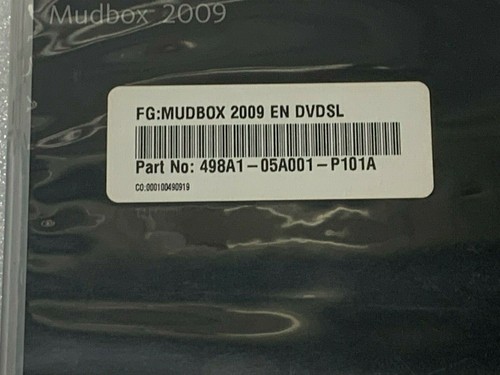 Mudbox 2009
FG:MUDBOX 2009 EN DVDSL
Part No: 498A1-05A001-P101A
CO:000100490919